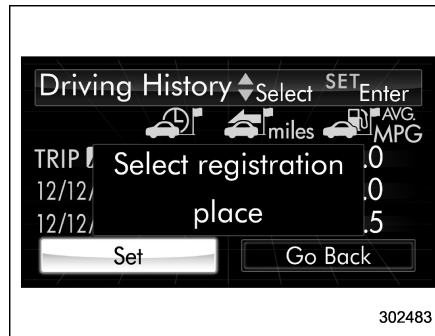 Driving History Select SET Enter
miles AVG. MPG
TRIP .0
12/12/ .0
12/12/ .5
Select registration
place
Set Go Back
302483